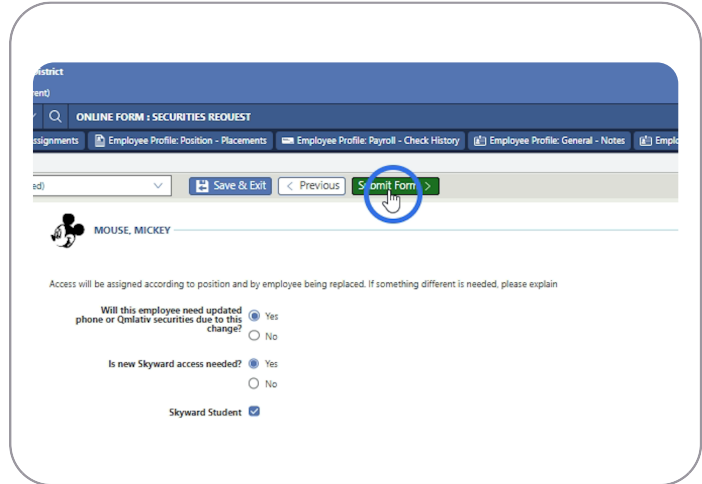 District
rent)
ONLINE FORM : SECURITIES REQUEST
ssignments Employee Profile: Position - Placements Employee Profile: Payroll - Check History Employee Profile: General - Notes Emplo
ed) Save & Exit < Previous Submit Form >
MOUSE, MICKEY
Access will be assigned according to position and by employee being replaced. If something different is needed, please explain
Will this employee need updated
phone or Qmlativ securities due to this
change?
Yes
No
Is new Skyward access needed? Yes
No
Skyward Student